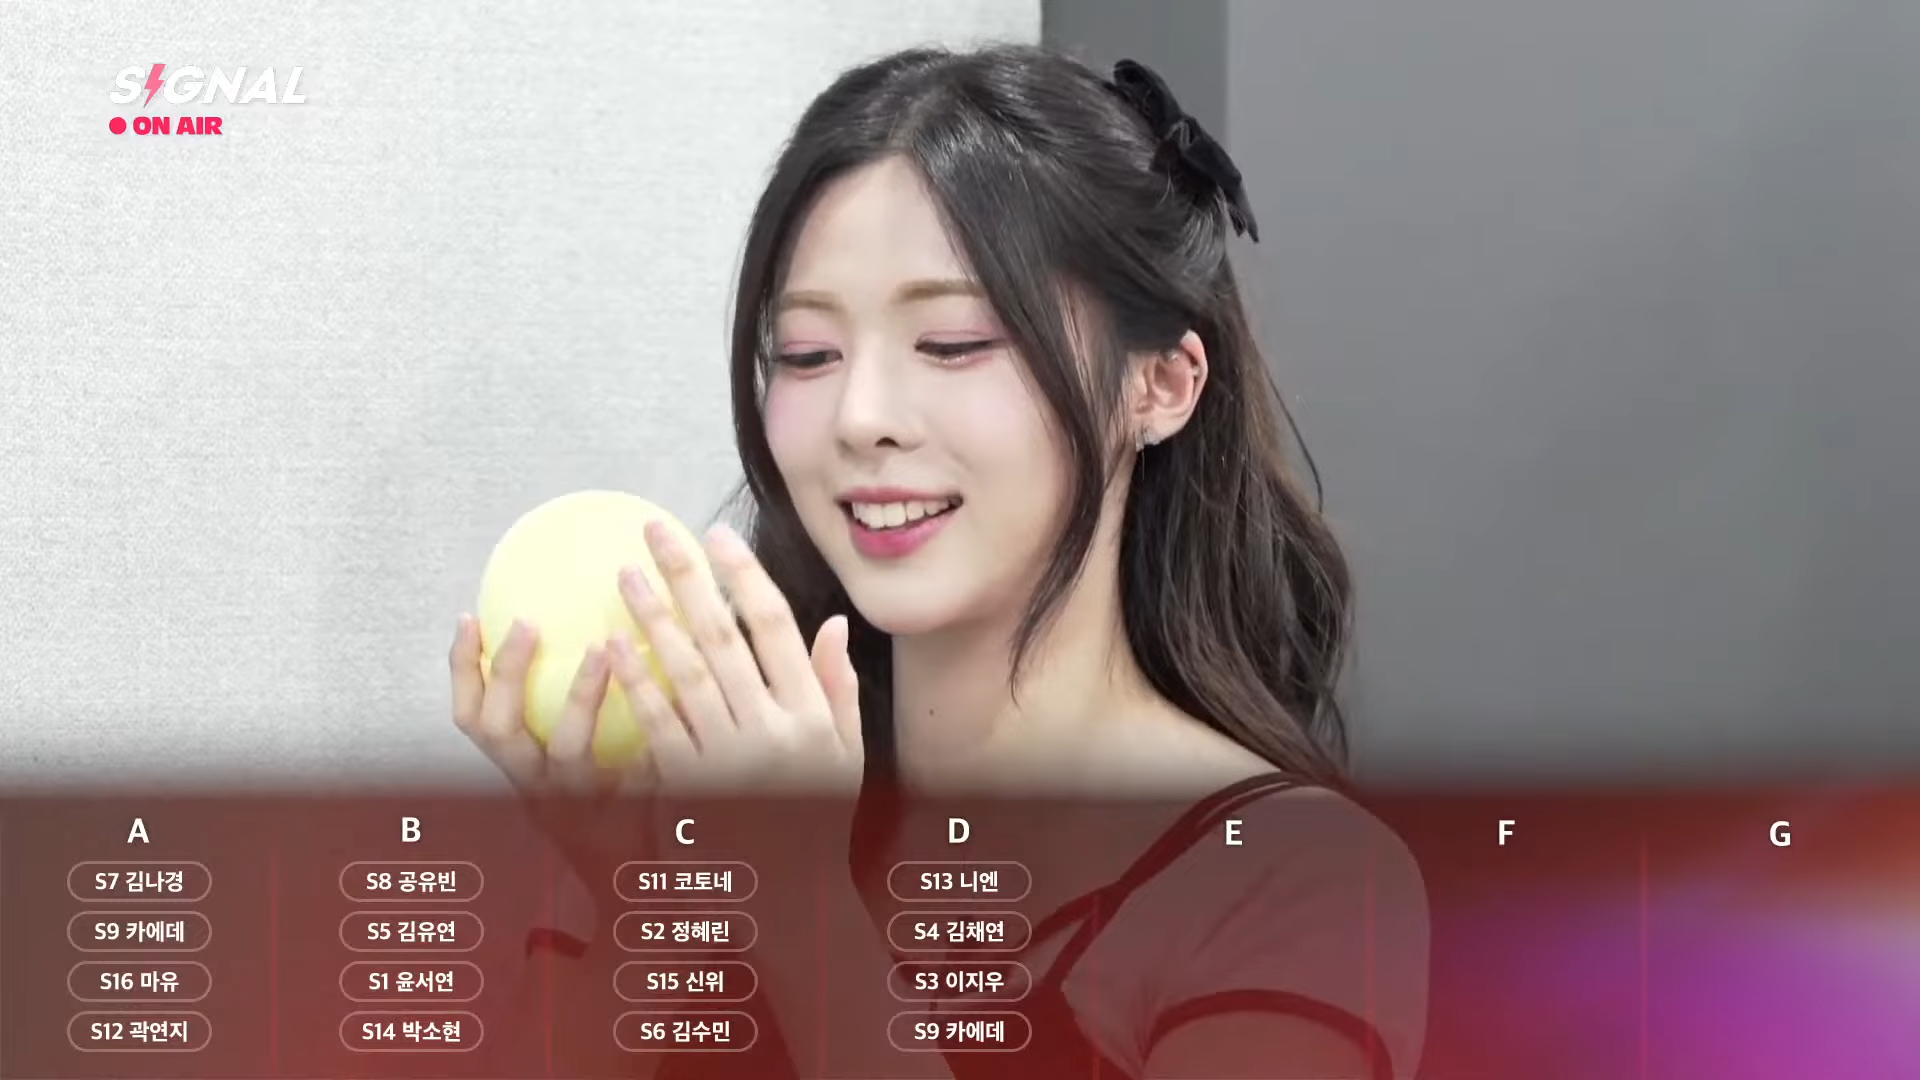 SIGNAL
ON AIR
A
S7 김나경
S9 카에데
S16 마유
S12 곽연지
B
S8 공유빈
S5 김유연
S1 윤서연
S14 박소현
C
S11 코토네
S2 정혜린
S15 신위
S6 김수민
D
S13 니엔
S4 김채연
S3 이지우
S9 카에데
E
F
G